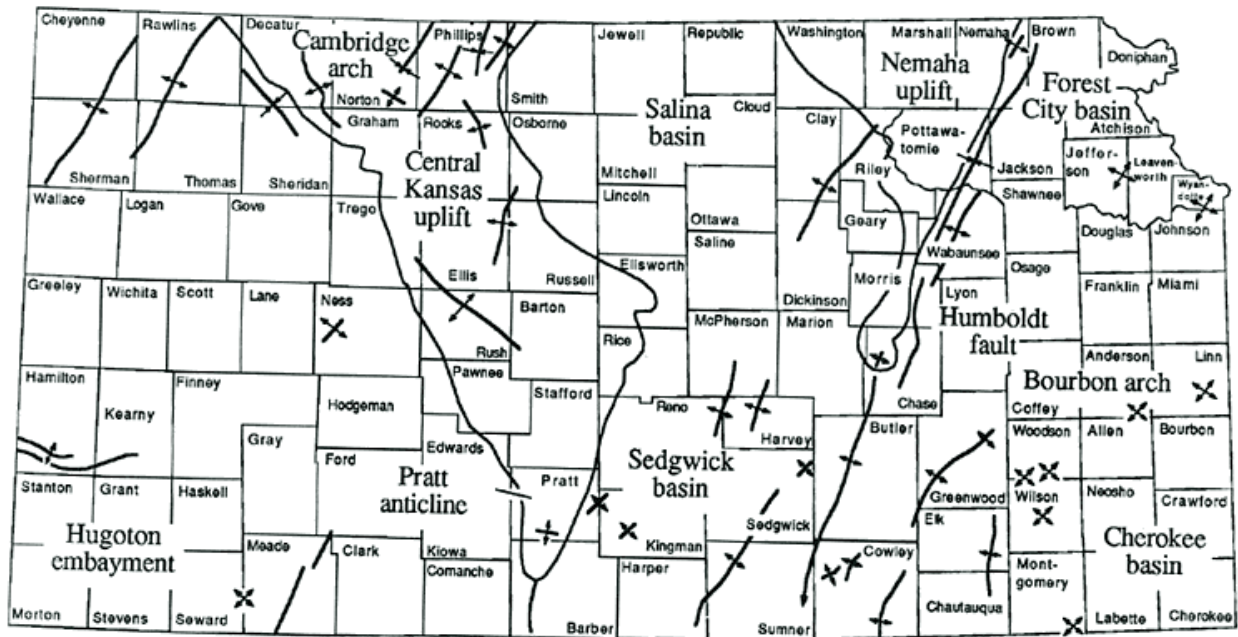 Cheyenne
Rawlins
Decatur
Cambridge
arch
Norton
Phillips
Smith
Jewell
Republic
Washington
Marshall
Nemaha
Brown
Doniphan
Nemaha
uplift
Forest
City basin
Atchison
Salina
basin
Cloud
Clay
Riley
Pottawa-
tomie
Jackson
Jeffer-
son
Leaven-
worth
Wyan-
dotte
Sherman
Thomas
Sheridan
Graham
Rooks
Osborne
Mitchell
Central
Kansas
uplift
Wallace
Logan
Gove
Trego
Ellis
Russell
Lincoln
Ottawa
Saline
Ellsworth
Dickinson
Geary
Wabaunsee
Shawnee
Douglas
Johnson
Morris
Lyon
Osage
Franklin
Miami
Greeley
Wichita
Scott
Lane
Ness
Rush
Barton
Rice
McPherson
Marion
Chase
Humboldt
fault
Anderson
Linn
Bourbon arch
Coffey
Hamilton
Kearny
Finney
Hodgeman
Pawnee
Stafford
Reno
Harvey
Butler
Greenwood
Woodson
Allen
Bourbon
Gray
Ford
Edwards
Pratt
anticline
Pratt
Sedgwick
basin
Kingman
Sedgwick
Elk
Wilson
Neosho
Crawford
Stanton
Grant
Haskell
Hugoton
embayment
Meade
Clark
Kiowa
Comanche
Harper
Cowley
Chautauqua
Mont-
gomery
Cherokee
basin
Morton
Stevens
Seward
Barber
Sumner
Labette
Cherokee